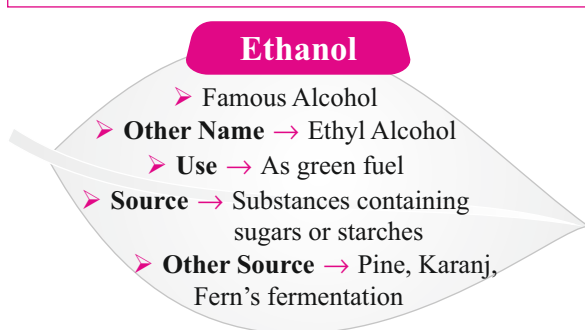 Ethanol
➢ Famous Alcohol
➢ Other Name → Ethyl Alcohol
➢ Use → As green fuel
➢ Source → Substances containing
sugars or starches
➢ Other Source → Pine, Karanj,
Fern's fermentation